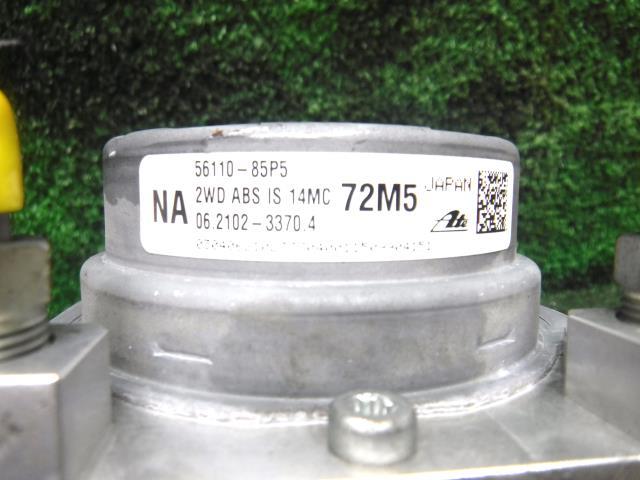 56110-85P5
NA 2WD ABS IS 14MC 72M5 JAPAN
06.2102-3370.4 Ate